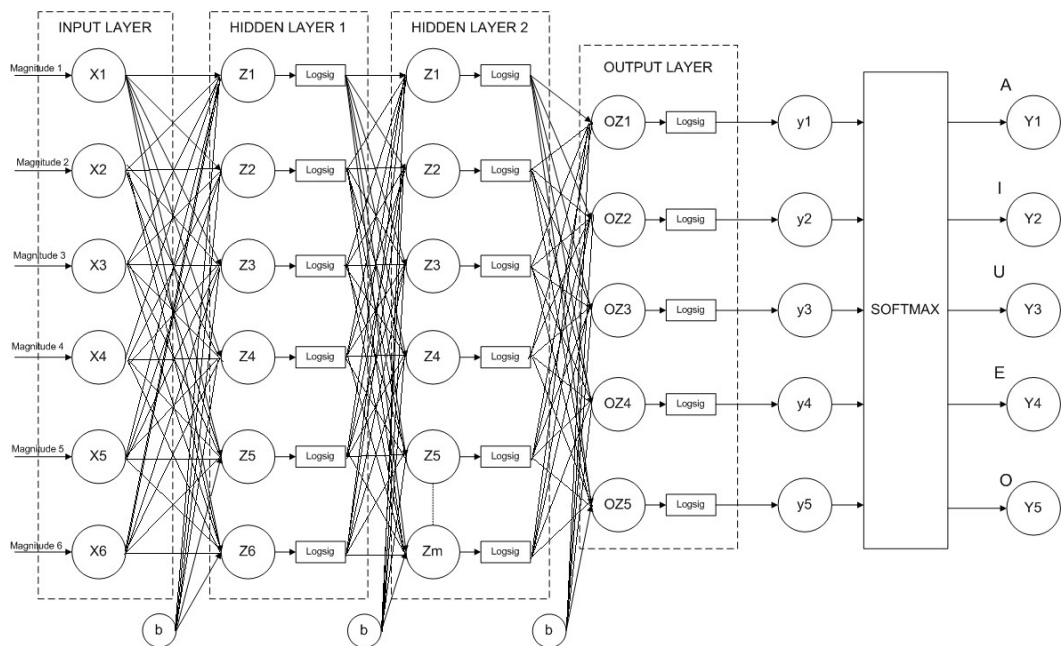 INPUT LAYER
HIDDEN LAYER 1
HIDDEN LAYER 2
OUTPUT LAYER
Magnitude 1
X1
Z1
Logsig
Z1
Logsig
A
OZ1
Logsig
y1
Y1
Magnitude 2
X2
Z2
Logsig
Z2
Logsig
I
OZ2
Logsig
y2
Y2
Magnitude 3
X3
Z3
Logsig
Z3
Logsig
U
OZ3
Logsig
y3
SOFTMAX
Y3
Magnitude 4
X4
Z4
Logsig
Z4
Logsig
E
OZ4
Logsig
y4
Y4
Magnitude 5
X5
Z5
Logsig
Z5
Logsig
O
OZ5
Logsig
y5
Y5
Magnitude 6
X6
Z6
Logsig
Zm
Logsig
b
b
b